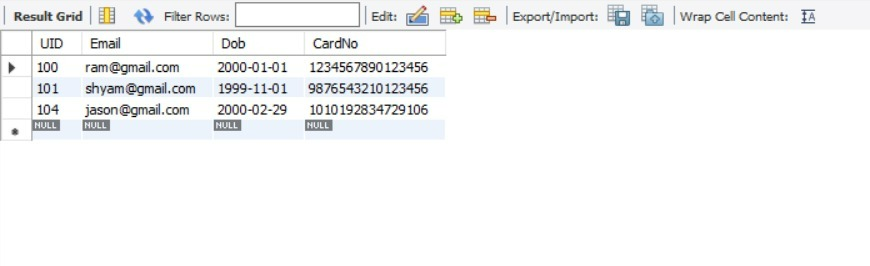 Result Grid Filter Rows: Edit: Export/Import: Wrap Cell Content: IA
UID Email Dob CardNo
100 ram@gmail.com 2000-01-01 1234567890123456
101 shyam@gmail.com 1999-11-01 9876543210123456
104 jason@gmail.com 2000-02-29 1010192834729106
NULL NULL NULL NULL